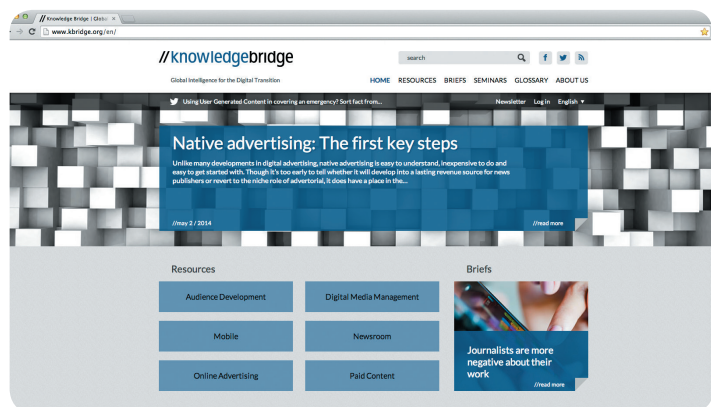 // Knowledge Bridge | Global
www.kbridge.org/en/
//knowledgebridge
search
Global Intelligence for the Digital Transition
HOME RESOURCES BRIEFS SEMINARS GLOSSARY ABOUT US
Using User Generated Content in covering an emergency? Sort fact from...
Newsletter Log in English
Native advertising: The first key steps
Unlike many developments in digital advertising, native advertising is easy to understand, inexpensive to do and
easy to get started with. Though it's too early to tell whether it will develop into a lasting revenue source for news
publishers or revert to the niche role of advertorial, it does have a place in the...
//may 2 / 2014
//read more
Resources
Briefs
Audience Development
Digital Media Management
Mobile
Newsroom
Online Advertising
Paid Content
Journalists are more
negative about their
work
//read more